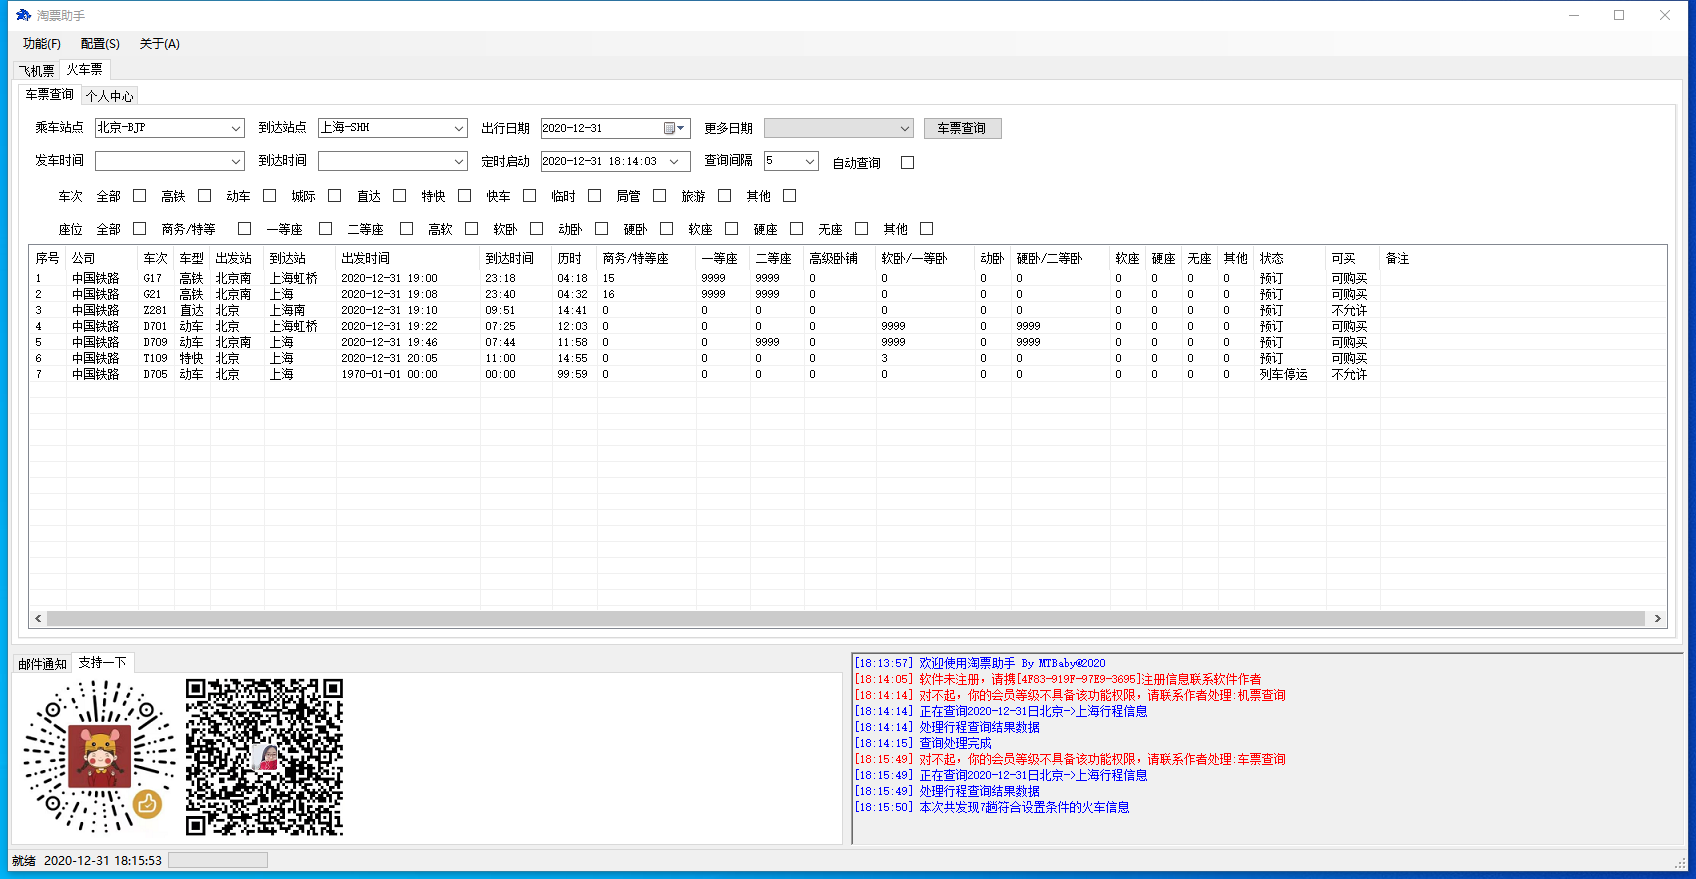 淘票助手
功能(F) 配置(S) 关于(A)
飞机票 火车票
车票查询 个人中心
乘车站点 北京-BJP 到达站点 上海-SHH 出行日期 2020-12-31 更多日期 车票查询
发车时间 到达时间 定时启动 2020-12-31 18:14:03 查询间隔 5 自动查询
车次 全部 高铁 动车 城际 直达 特快 快车 临时 局管 旅游 其他
座位 全部 商务/特等 一等座 二等座 高软 软卧 动卧 硬卧 软座 硬座 无座 其他
序号 公司 车次 车型 出发站 到达站 出发时间 到达时间 历时 商务/特等座 一等座 二等座 高级卧铺 软卧/一等卧 动卧 硬卧/二等卧 软座 硬座 无座 其他 状态 可买 备注
1 中国铁路 G17 高铁 北京南 上海虹桥 2020-12-31 19:00 23:18 04:18 15 9999 9999 0 0 0 0 0 0 0 0 预订 可购买
2 中国铁路 G21 高铁 北京南 上海 2020-12-31 19:08 23:40 04:32 16 9999 9999 0 0 0 0 0 0 0 0 预订 可购买
3 中国铁路 Z281 直达 北京 上海南 2020-12-31 19:10 09:51 14:41 0 0 0 0 0 0 0 0 0 0 0 预订 不允许
4 中国铁路 D701 动车 北京 上海虹桥 2020-12-31 19:22 07:25 12:03 0 0 0 0 9999 0 9999 0 0 0 0 预订 可购买
5 中国铁路 D709 动车 北京南 上海 2020-12-31 19:46 07:44 11:58 0 0 9999 0 9999 0 9999 0 0 0 0 预订 可购买
6 中国铁路 T109 特快 北京 上海 2020-12-31 20:05 11:00 14:55 0 0 0 0 3 0 0 0 0 0 0 预订 可购买
7 中国铁路 D705 动车 北京 上海 1970-01-01 00:00 00:00 99:59 0 0 0 0 0 0 0 0 0 0 0 列车停运 不允许
邮件通知 支持一下
[18:13:57] 欢迎使用淘票助手 By MTBaby@2020
[18:14:05] 软件未注册，请携[4F83-919F-97E9-3695]注册信息联系软件作者
[18:14:14] 对不起，你的会员等级不具备该功能权限，请联系作者处理:机票查询
[18:14:14] 正在查询2020-12-31日北京->上海行程信息
[18:14:14] 处理行程查询结果数据
[18:14:15] 查询处理完成
[18:15:49] 对不起，你的会员等级不具备该功能权限，请联系作者处理:车票查询
[18:15:49] 正在查询2020-12-31日北京->上海行程信息
[18:15:49] 处理行程查询结果数据
[18:15:50] 本次共发现7趟符合设置条件的火车信息
就绪 2020-12-31 18:15:53